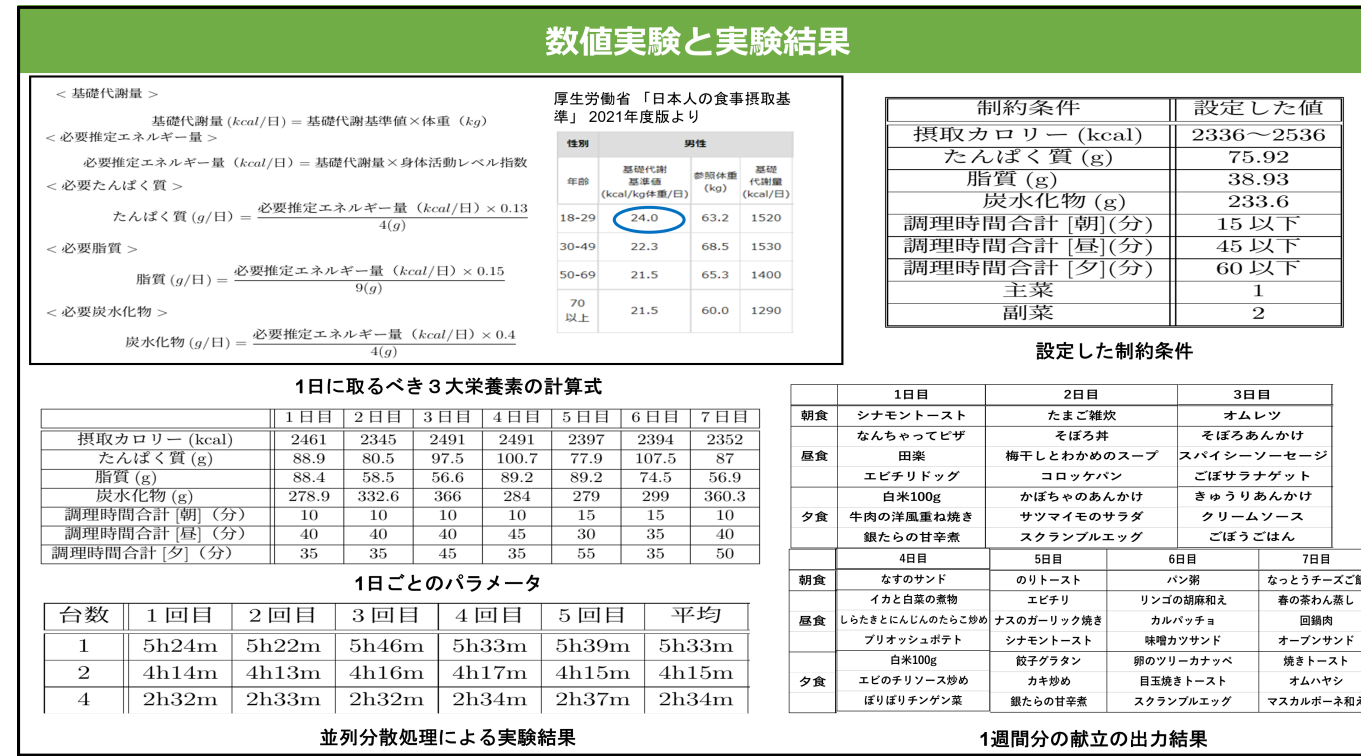 数値実験と実験結果
< 基礎代謝量 >
基礎代謝量 (kcal/日) = 基礎代謝基準値×体重 (kg)
< 必要推定エネルギー量 >
必要推定エネルギー量 (kcal/日) = 基礎代謝量×身体活動レベル指数
< 必要たんぱく質 >
たんぱく質 (g/日) = 必要推定エネルギー量 (kcal/日) × 0.13 / 4(g)
< 必要脂質 >
脂質 (g/日) = 必要推定エネルギー量 (kcal/日) × 0.15 / 9(g)
< 必要炭水化物 >
炭水化物 (g/日) = 必要推定エネルギー量 (kcal/日) × 0.4 / 4(g)
厚生労働省 「日本人の食事摂取基
準」 2021年度版より
性別 男性
年齢 基礎代謝基準値(kcal/kg体重/日) 参照体重(kg) 基礎代謝量(kcal/日)
18-29 24.0 63.2 1520
30-49 22.3 68.5 1530
50-69 21.5 65.3 1400
70以上 21.5 60.0 1290
1日に取るべき３大栄養素の計算式
制約条件 設定した値
摂取カロリー (kcal) 2336〜2536
たんぱく質 (g) 75.92
脂質 (g) 38.93
炭水化物 (g) 233.6
調理時間合計 [朝](分) 15 以下
調理時間合計 [昼](分) 45 以下
調理時間合計 [夕](分) 60 以下
主菜 1
副菜 2
設定した制約条件
1日目 2日目 3日目 4日目 5日目 6日目 7日目
摂取カロリー (kcal) 2461 2345 2491 2491 2397 2394 2352
たんぱく質 (g) 88.9 80.5 97.5 100.7 77.9 107.5 87
脂質 (g) 88.4 58.5 56.6 89.2 89.2 74.5 56.9
炭水化物 (g) 278.9 332.6 366 284 279 299 360.3
調理時間合計 [朝] (分) 10 10 10 10 15 15 10
調理時間合計 [昼] (分) 40 40 40 45 30 35 40
調理時間合計 [夕] (分) 35 35 45 35 55 35 50
1日ごとのパラメータ
台数 1回目 2回目 3回目 4回目 5回目 平均
1 5h24m 5h22m 5h46m 5h33m 5h39m 5h33m
2 4h14m 4h13m 4h16m 4h17m 4h15m 4h15m
4 2h32m 2h33m 2h32m 2h34m 2h37m 2h34m
並列分散処理による実験結果
1日目 2日目 3日目
朝食 シナモントースト たまご雑炊 オムレツ
なんちゃってピザ そぼろ丼 そぼろあんかけ
昼食 田楽 梅干しとわかめのスープ スパイシーソーセージ
エビチリドッグ コロッケパン ごぼサラナゲット
白米100g かぼちゃのあんかけ きゅうりあんかけ
夕食 牛肉の洋風重ね焼き サツマイモのサラダ クリームソース
銀たらの甘辛煮 スクランブルエッグ ごぼうごはん
4日目 5日目 6日目 7日目
朝食 なすのサンド のりトースト パン粥 なっとうチーズご飯
イカと白菜の煮物 エビチリ リンゴの胡麻和え 春の茶わん蒸し
昼食 しらたきとにんじんのたらこ炒め ナスのガーリック焼き カルパッチョ 回鍋肉
ブリオッシュポテト シナモントースト 味噌カツサンド オープンサンド
白米100g 餃子グラタン 卵のツリーカナッペ 焼きトースト
夕食 エビのチリソース炒め カキ炒め 目玉焼きトースト オムハヤシ
ぽりぽりチンゲン菜 銀たらの甘辛煮 スクランブルエッグ マスカルポーネ和え
1週間分の献立の出力結果